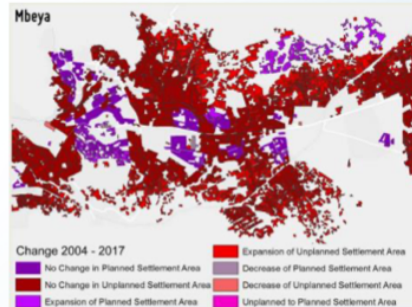 Mbeya
Change 2004 - 2017
No Change in Planned Settlement Area
No Change in Unplanned Settlement Area
Expansion of Planned Settlement Area
Expansion of Unplanned Settlement Area
Decrease of Planned Settlement Area
Decrease of Unplanned Settlement Area
Unplanned to Planned Settlement Area